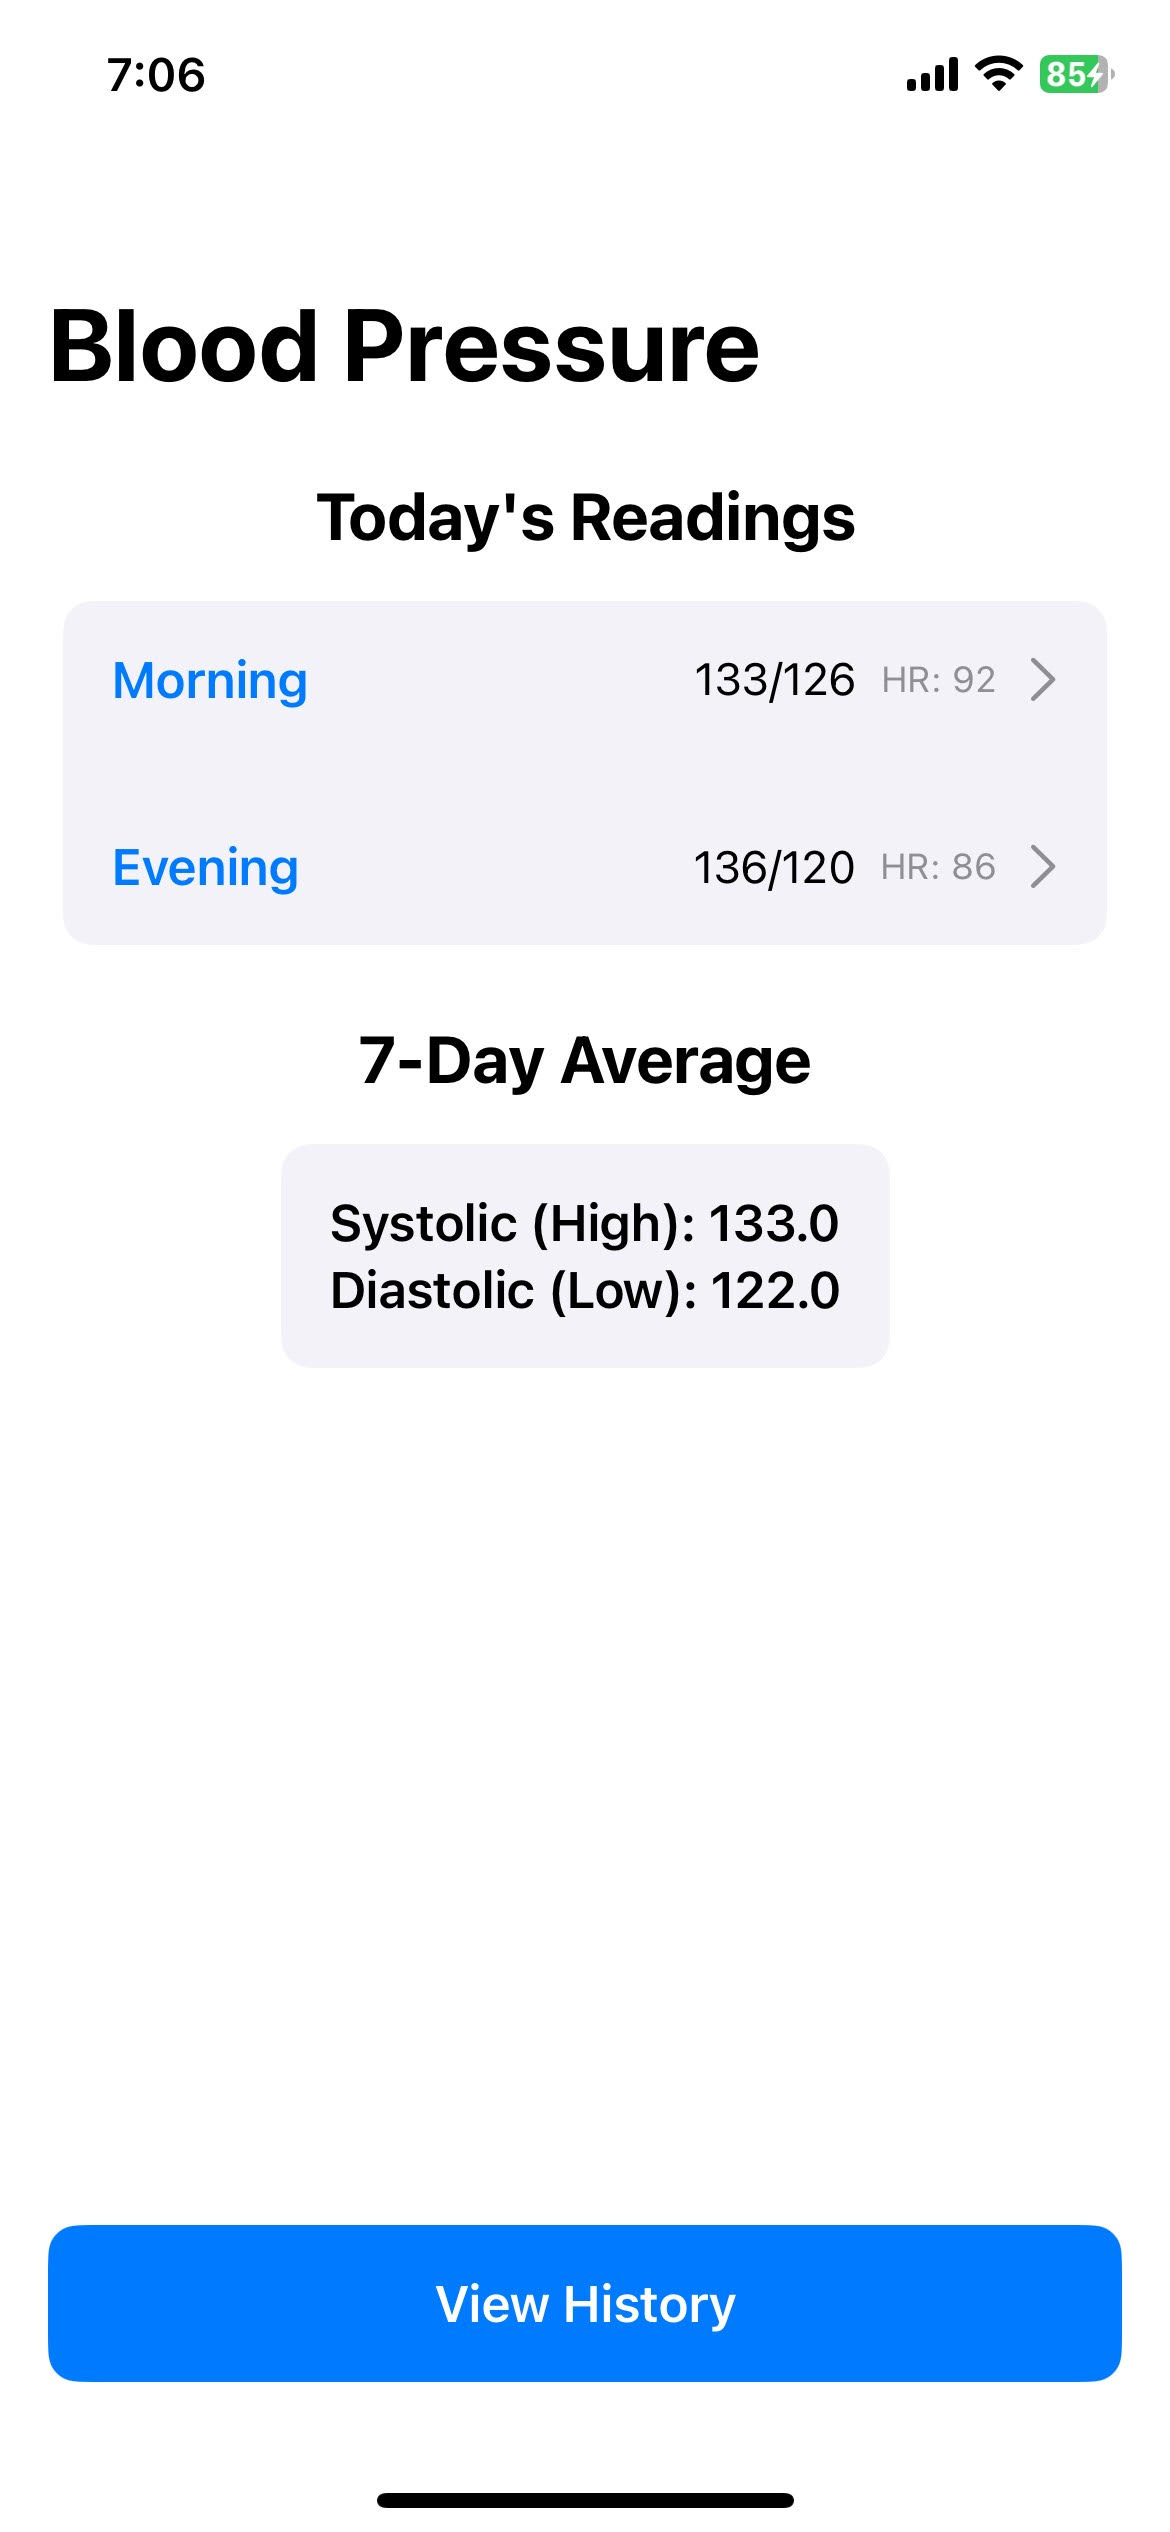 7:06
85
Blood Pressure
Today's Readings
Morning 133/126 HR: 92
Evening 136/120 HR: 86
7-Day Average
Systolic (High): 133.0
Diastolic (Low): 122.0
View History